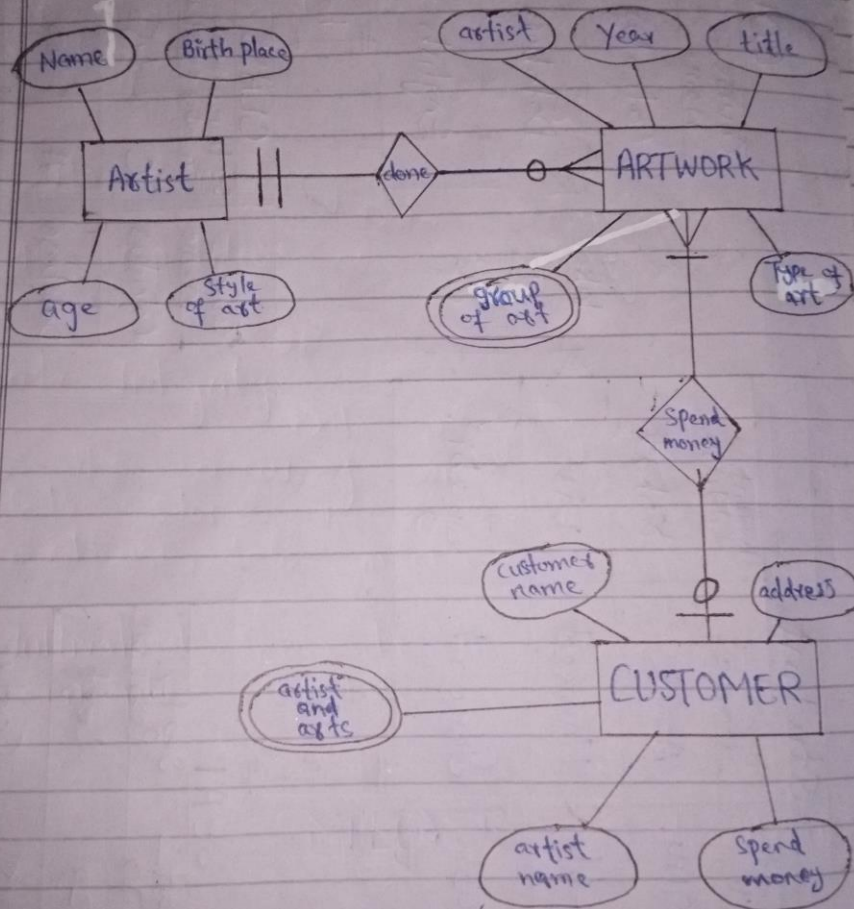 Name
Birth place
artist
Year
title
Artist
done
ARTWORK
age
Style
of art
group
of art
Type of
art
Spend
money
customer
name
address
CUSTOMER
artist
and
arts
artist
name
Spend
money